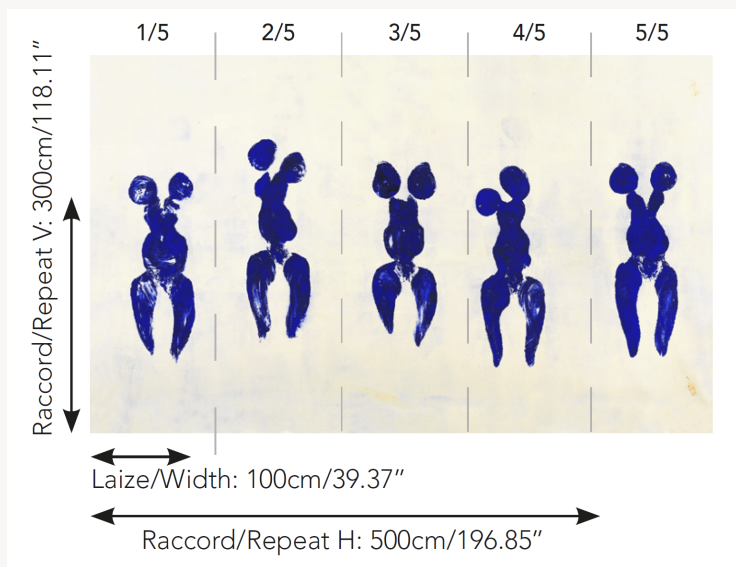 1/5 2/5 3/5 4/5 5/5
Raccord/Repeat V: 300cm/118.11”
Laize/Width: 100cm/39.37”
Raccord/Repeat H: 500cm/196.85”